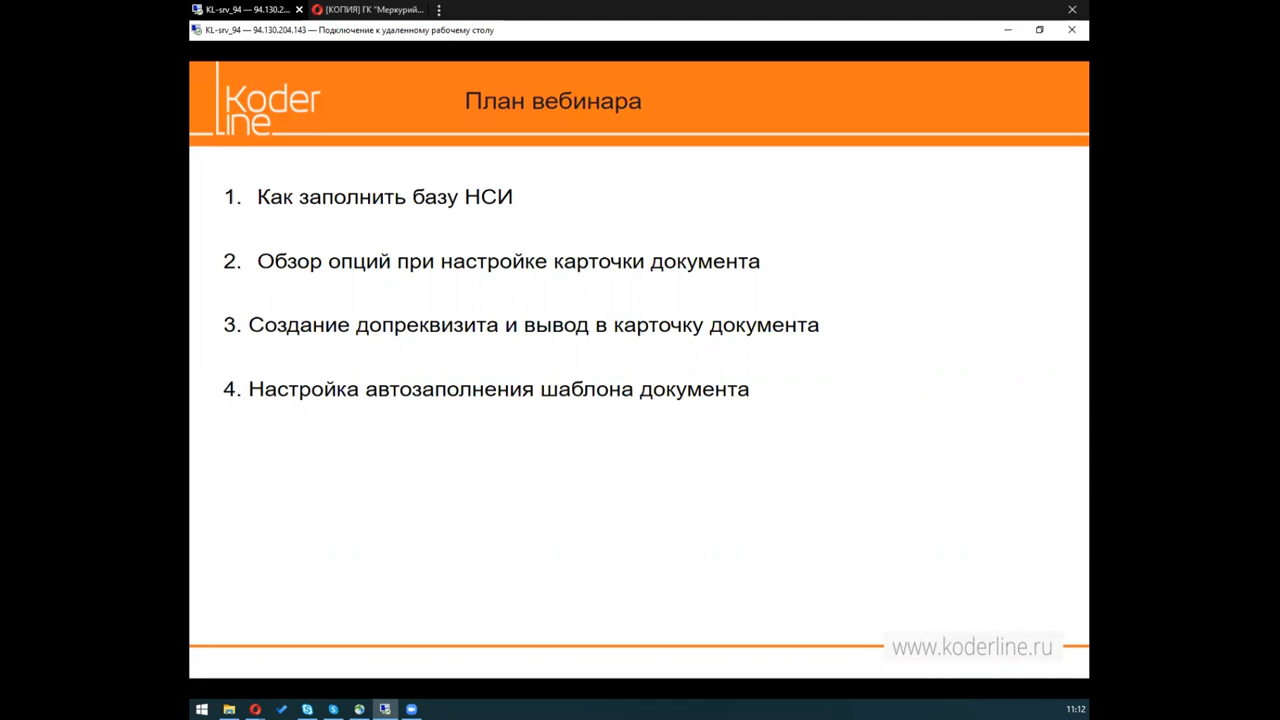 KL-srv_94 — 94.130.2...
[КОПИЯ] ГК "Меркурий...
KL-srv_94 — 94.130.204.143 — Подключение к удаленному рабочему столу
Koder
line
План вебинара
1. Как заполнить базу НСИ
2. Обзор опций при настройке карточки документа
3. Создание допреквизита и вывод в карточку документа
4. Настройка автозаполнения шаблона документа
www.koderline.ru
11:12